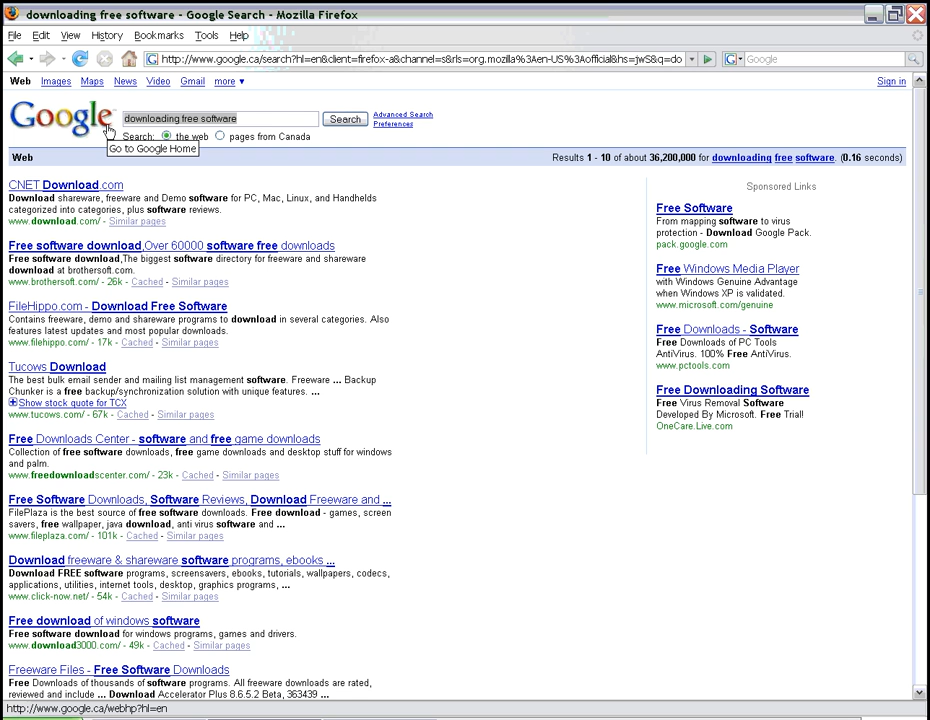 downloading free software - Google Search - Mozilla Firefox
File Edit View History Bookmarks Tools Help
http://www.google.ca/search?hl=en&client=firefox-a&channel=s&rls=org.mozilla%3Aen-US%3Aofficial&hs=jwS&q=do
Google
Web Images Maps News Video Gmail more ▼ Sign in
Google
downloading free software Search Advanced Search
Preferences
Search: the web pages from Canada
Go to Google Home
Web Results 1 - 10 of about 36,200,000 for downloading free software. (0.16 seconds)
CNET Download.com
Download shareware, freeware and Demo software for PC, Mac, Linux, and Handhelds
categorized into categories, plus software reviews.
www.download.com/ - Similar pages
Free software download,Over 60000 software free downloads
Free software download,The biggest software directory for freeware and shareware
download at brothersoft.com.
www.brothersoft.com/ - 26k - Cached - Similar pages
FileHippo.com - Download Free Software
Contains freeware, demo and shareware programs to download in several categories. Also
features latest updates and most popular downloads.
www.filehippo.com/ - 17k - Cached - Similar pages
Tucows Download
The best bulk email sender and mailing list management software. Freeware ... Backup
Chunker is a free backup/synchronization solution with unique features. ...
Show stock quote for TCX
www.tucows.com/ - 67k - Cached - Similar pages
Free Downloads Center - software and free game downloads
Collection of free software downloads, free game downloads and desktop stuff for windows
and palm.
www.freedownloadscenter.com/ - 23k - Cached - Similar pages
Free Software Downloads, Software Reviews, Download Freeware and ...
FilePlaza is the best source of free software downloads. Free download - games, screen
savers, free wallpaper, java download, anti virus software and ...
www.fileplaza.com/ - 101k - Cached - Similar pages
Download freeware & shareware software programs, ebooks ...
Download FREE software programs, screensavers, ebooks, tutorials, wallpapers, codecs,
applications, utilities, internet tools, desktop, graphics programs, ...
www.click-now.net/ - 54k - Cached - Similar pages
Free download of windows software
Free software download for windows programs, games and drivers.
www.download3000.com/ - 49k - Cached - Similar pages
Freeware Files - Free Software Downloads
Free Downloads of thousands of software programs. All freeware downloads are rated,
reviewed and include ... Download Accelerator Plus 8.6.5.2 Beta, 363439 ...
Sponsored Links
Free Software
From mapping software to virus
protection - Download Google Pack.
pack.google.com
Free Windows Media Player
with Windows Genuine Advantage
when Windows XP is validated.
www.microsoft.com/genuine
Free Downloads - Software
Free Downloads of PC Tools
AntiVirus. 100% Free AntiVirus.
www.pctools.com
Free Downloading Software
Free Virus Removal Software
Developed By Microsoft. Free Trial!
OneCare.Live.com
http://www.google.ca/webhp?hl=en